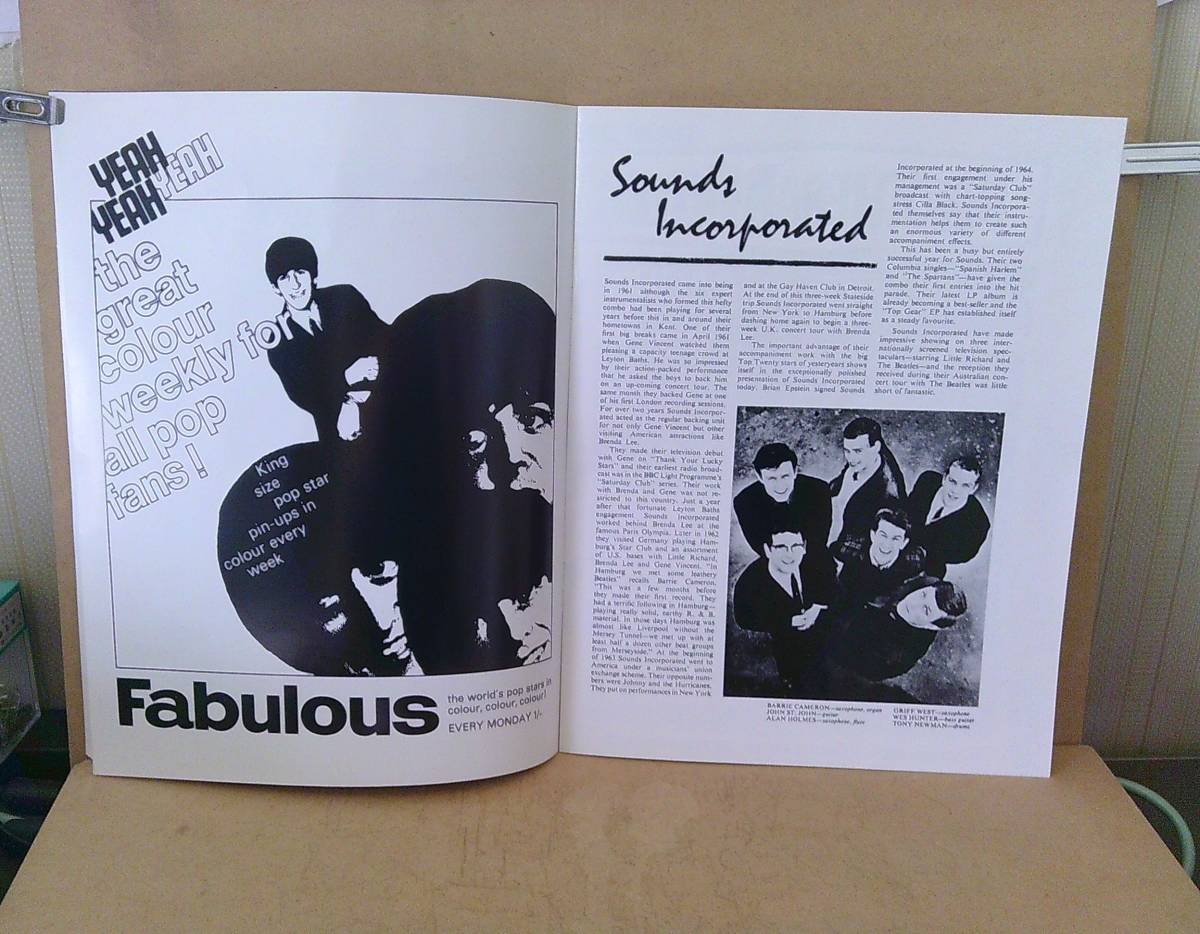 YEAH
YEAH
YEAH
the
great
colour
weekly for
all pop
fans!
King
size
pop star
pin-ups in
colour every
week
Fabulous
the world's pop stars in
colour, colour, colour!
EVERY MONDAY 1/-
Sounds
Incorporated
Sounds Incorporated came into being
in 1961 although the six expert
instrumentalists who formed this hefty
combo had been playing for several
years before this in and around their
hometowns in Kent. One of their
first big breaks came in April 1961
when Gene Vincent watched them
pleasing a capacity teenage crowd at
Leyton Baths. He was so impressed
by their action-packed performance
that he asked the boys to back him
on an up-coming concert tour. The
same month they backed Gene at one
of his first London recording sessions.
For over two years Sounds Incorpor-
ated acted as the regular backing unit
for not only Gene Vincent but other
visiting American attractions like
Brenda Lee.
They made their television debut
with Gene on "Thank Your Lucky
Stars" and their earliest radio broad-
cast was in the BBC Light Programme's
"Saturday Club" series. Their work
with Brenda and Gene was not re-
stricted to this country. Just a year
after that fortunate Leyton Baths
engagement Sounds Incorporated
worked behind Brenda Lee at the
famous Paris Olympia. Later in 1962
they visited Germany playing Ham-
burg's Star Club and an assortment
of U.S. bases with Little Richard,
Brenda Lee and Gene Vincent. "In
Hamburg we met some leathery
Beatles" recalls Barrie Cameron.
"This was a few months before
they made their first record. They
had a terrific following in Hamburg—
playing really solid, earthy R. & B.
material. In those days Hamburg was
almost like Liverpool without the
Mersey Tunnel—we met up with at
least half a dozen other beat groups
from Merseyside." At the beginning
of 1963 Sounds Incorporated went to
America under a musicians' union
exchange scheme. Their opposite num-
bers were Johnny and the Hurricanes.
They put on performances in New York
and at the Gay Haven Club in Detroit.
At the end of this three-week Stateside
trip Sounds Incorporated went straight
from New York to Hamburg before
dashing home again to begin a three-
week U.K. concert tour with Brenda
Lee.
The important advantage of their
accompaniment work with the big
Top Twenty stars of yesteryears shows
itself in the exceptionally polished
presentation of Sounds Incorporated
today. Brian Epstein signed Sounds
Incorporated at the beginning of 1964.
Their first engagement under his
management was a "Saturday Club"
broadcast with chart-topping song-
stress Cilla Black. Sounds Incorpora-
ted themselves say that their instru-
mentation helps them to create such
an enormous variety of different
accompaniment effects.
This has been a busy but entirely
successful year for Sounds. Their two
Columbia singles—"Spanish Harlem"
and "The Spartans"—have given the
combo their first entries into the hit
parade. Their latest LP album is
already becoming a best-seller and the
"Top Gear" EP has established itself
as a steady favourite.
Sounds Incorporated have made
impressive showing on three inter-
nationally screened television spec-
taculars—starring Little Richard and
The Beatles—and the reception they
received during their Australian con-
cert tour with The Beatles was little
short of fantastic.
BARRIE CAMERON—saxophone, organ
JOHN ST. JOHN—guitar
ALAN HOLMES—saxophone, flute
GRIFF WEST—saxophone
WES HUNTER—bass guitar
TONY NEWMAN—drums